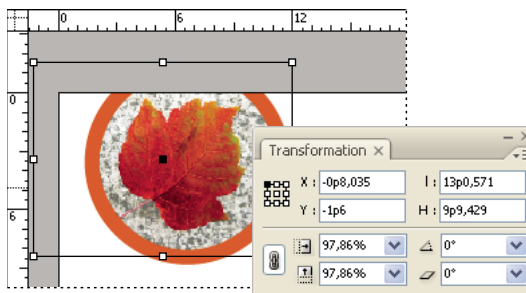 0 6 12
0
6
Transformation ×
X : -0p8,035 l : 13p0,571
Y : -1p6 H : 9p9,429
97,86% 0°
97,86% 0°